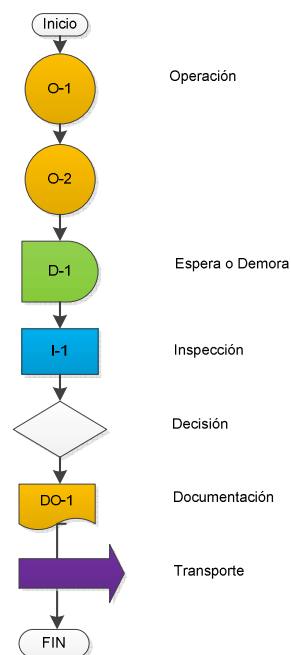 Inicio
O-1
Operación
O-2
D-1
Espera o Demora
I-1
Inspección
Decisión
DO-1
Documentación
Transporte
FIN